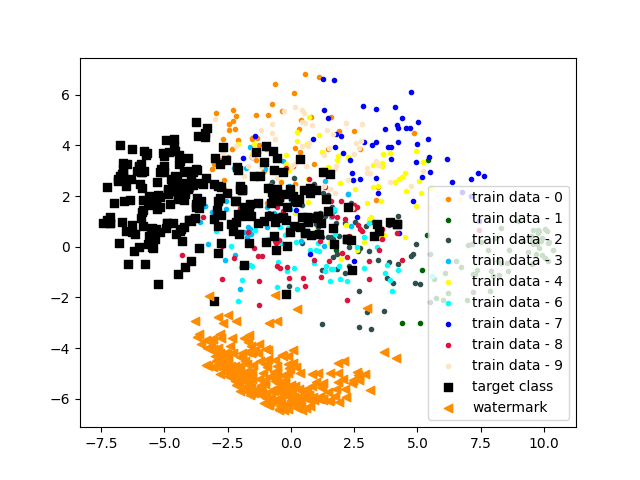 6
4
2
0
−2
−4
−6
−7.5 −5.0 −2.5 0.0 2.5 5.0 7.5 10.0
train data - 0
train data - 1
train data - 2
train data - 3
train data - 4
train data - 6
train data - 7
train data - 8
train data - 9
target class
watermark